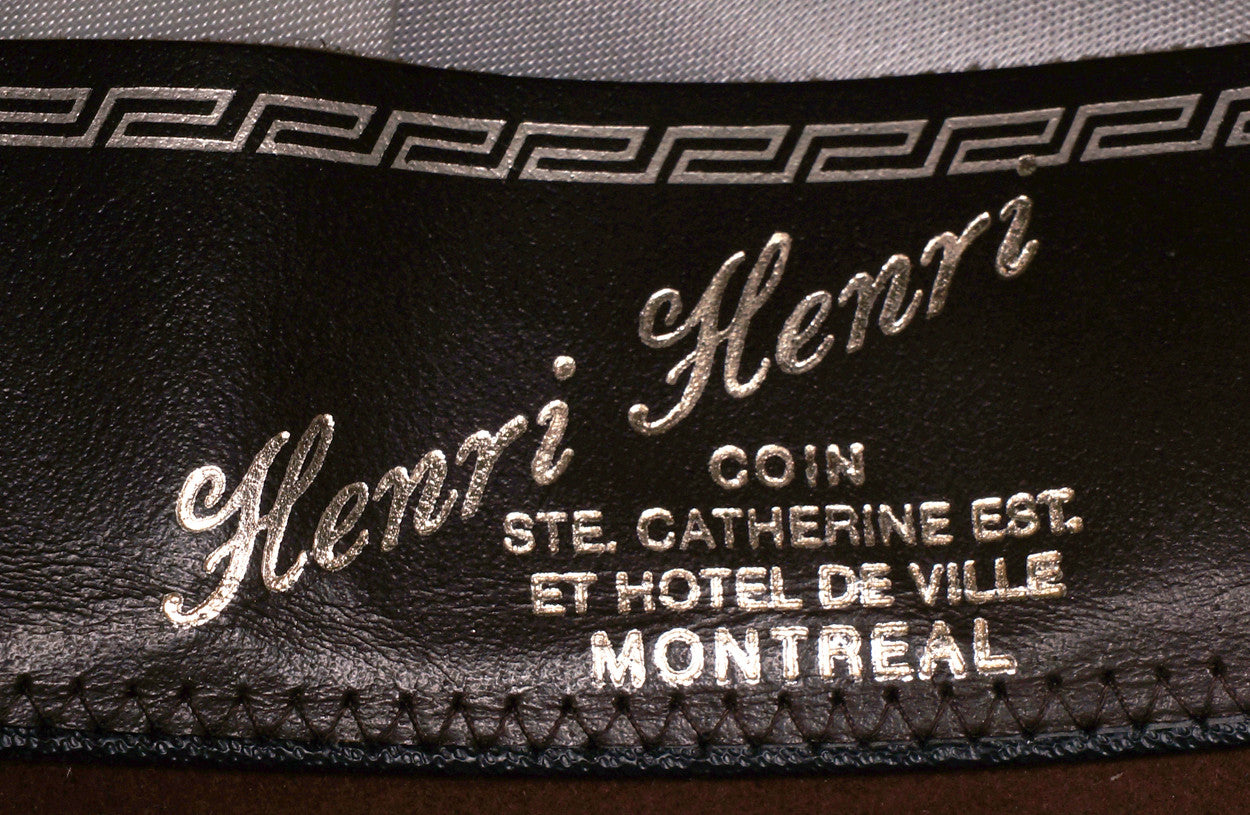 Henri Henri
COIN
STE. CATHERINE EST.
ET HOTEL DE VILLE
MONTREAL